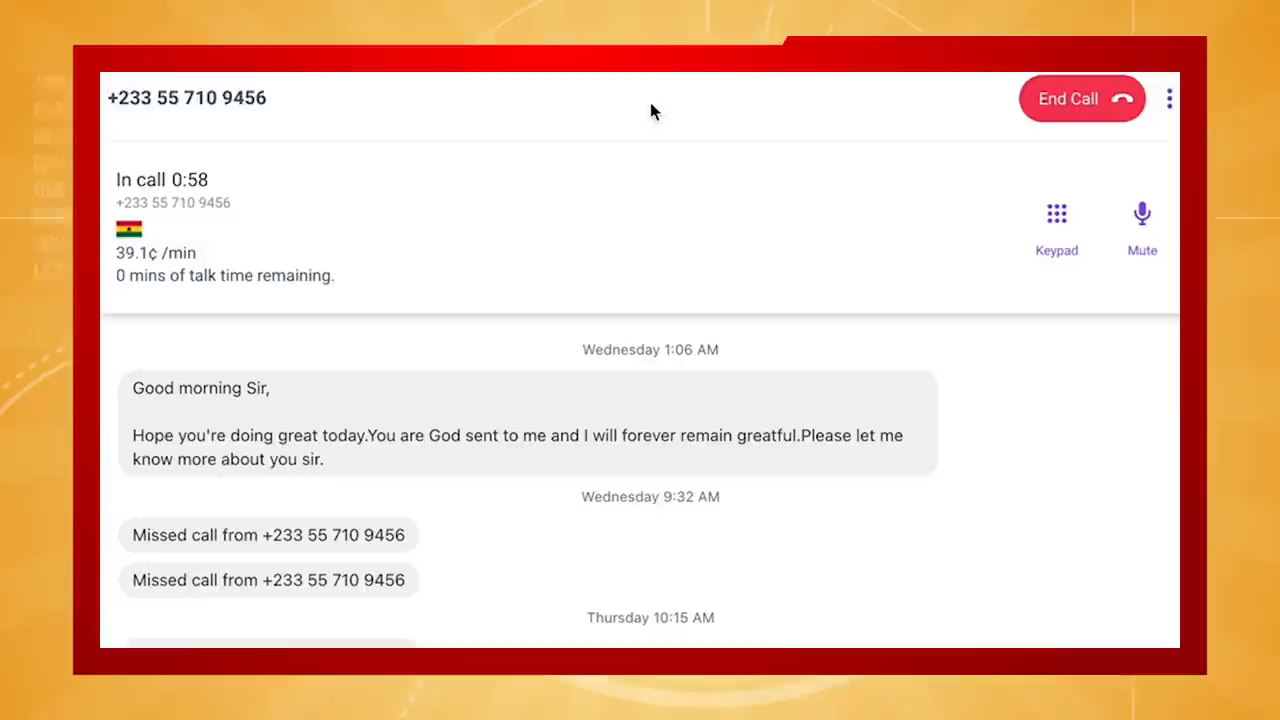 +233 55 710 9456
End Call
In call 0:58
+233 55 710 9456
39.1¢ /min
0 mins of talk time remaining.
Keypad
Mute
Wednesday 1:06 AM
Good morning Sir,
Hope you're doing great today.You are God sent to me and I will forever remain greatful.Please let me
know more about you sir.
Wednesday 9:32 AM
Missed call from +233 55 710 9456
Missed call from +233 55 710 9456
Thursday 10:15 AM